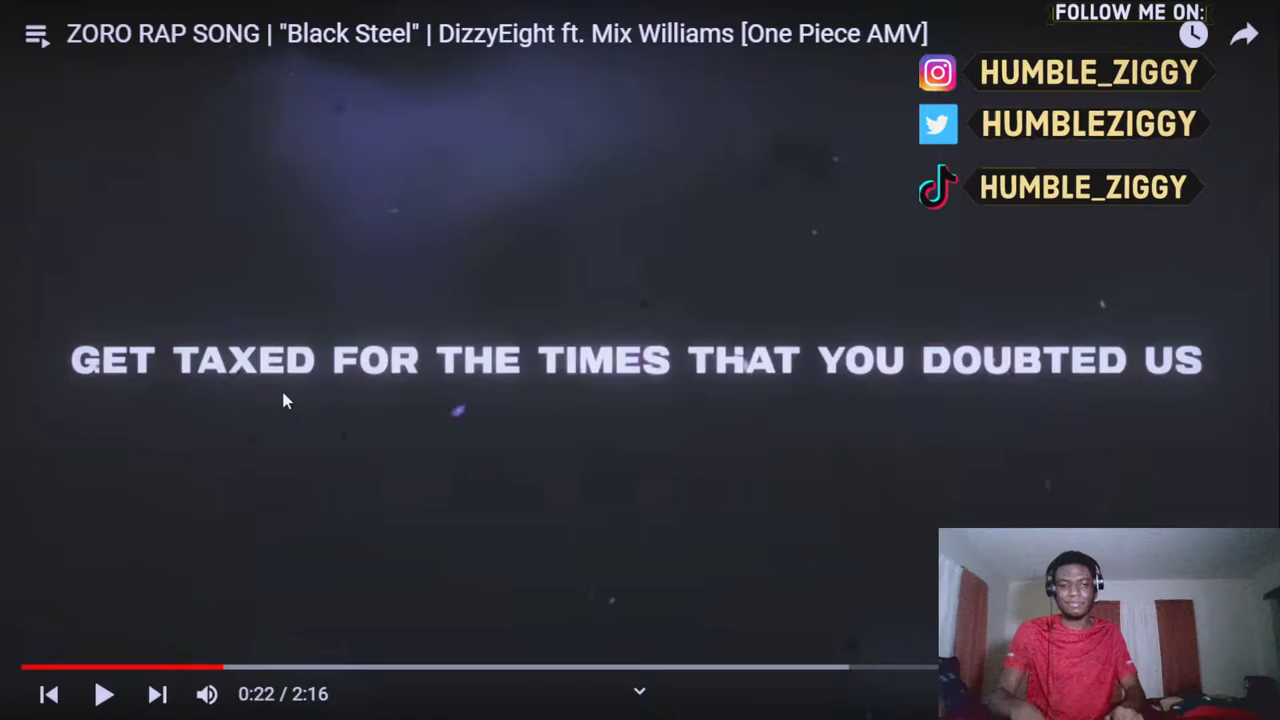 FOLLOW ME ON:
ZORO RAP SONG | "Black Steel" | DizzyEight ft. Mix Williams [One Piece AMV]
HUMBLE_ZIGGY
HUMBLEZIGGY
HUMBLE_ZIGGY
GET TAXED FOR THE TIMES THAT YOU DOUBTED US
0:22 / 2:16